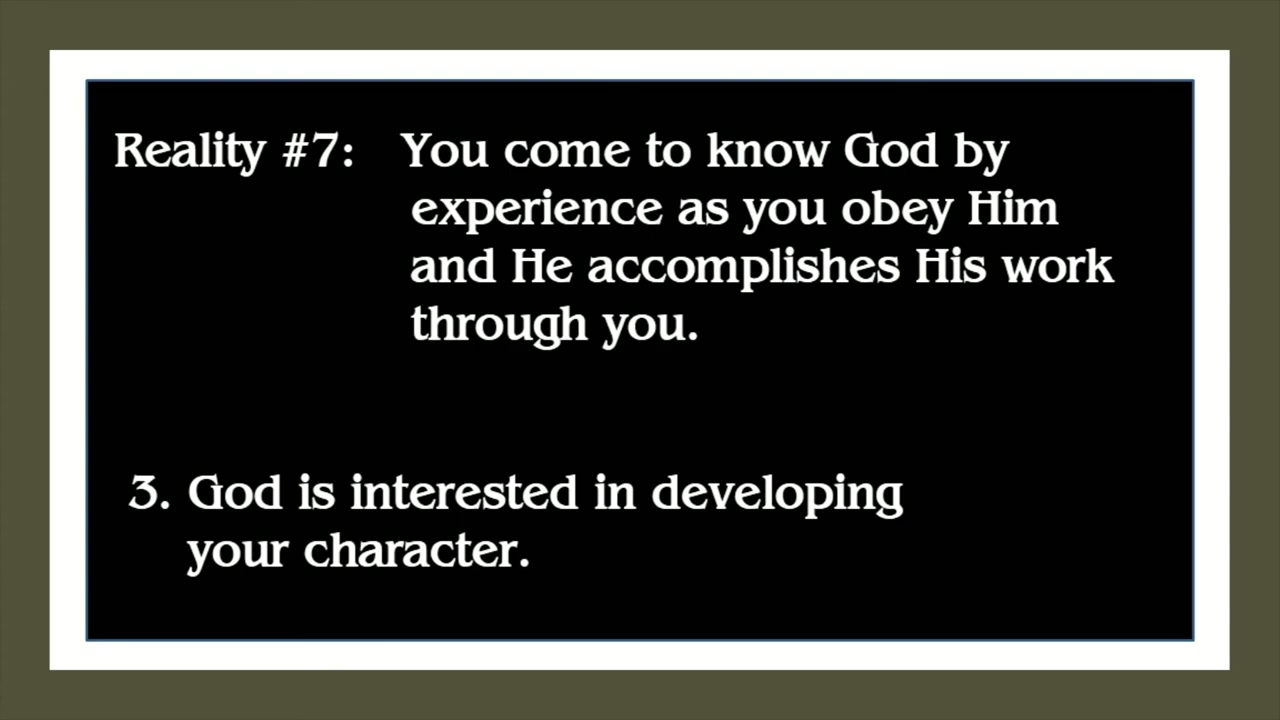 Reality #7: You come to know God by
experience as you obey Him
and He accomplishes His work
through you.
3. God is interested in developing
your character.